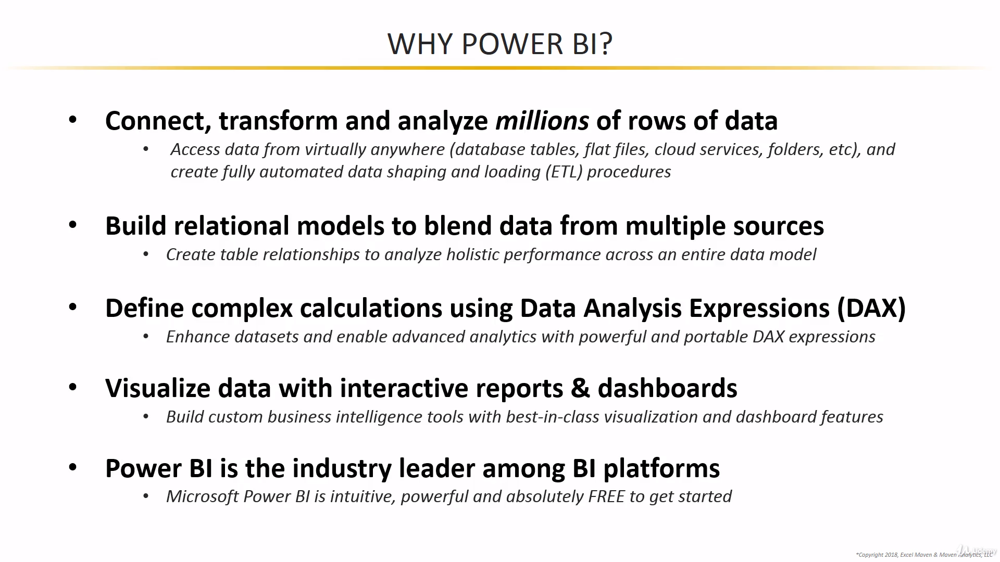 WHY POWER BI?
• Connect, transform and analyze millions of rows of data
• Access data from virtually anywhere (database tables, flat files, cloud services, folders, etc), and
create fully automated data shaping and loading (ETL) procedures
• Build relational models to blend data from multiple sources
• Create table relationships to analyze holistic performance across an entire data model
• Define complex calculations using Data Analysis Expressions (DAX)
• Enhance datasets and enable advanced analytics with powerful and portable DAX expressions
• Visualize data with interactive reports & dashboards
• Build custom business intelligence tools with best-in-class visualization and dashboard features
• Power BI is the industry leader among BI platforms
• Microsoft Power BI is intuitive, powerful and absolutely FREE to get started
Udemy
*Copyright 2018, Excel Maven & Maven Analytics, LLC